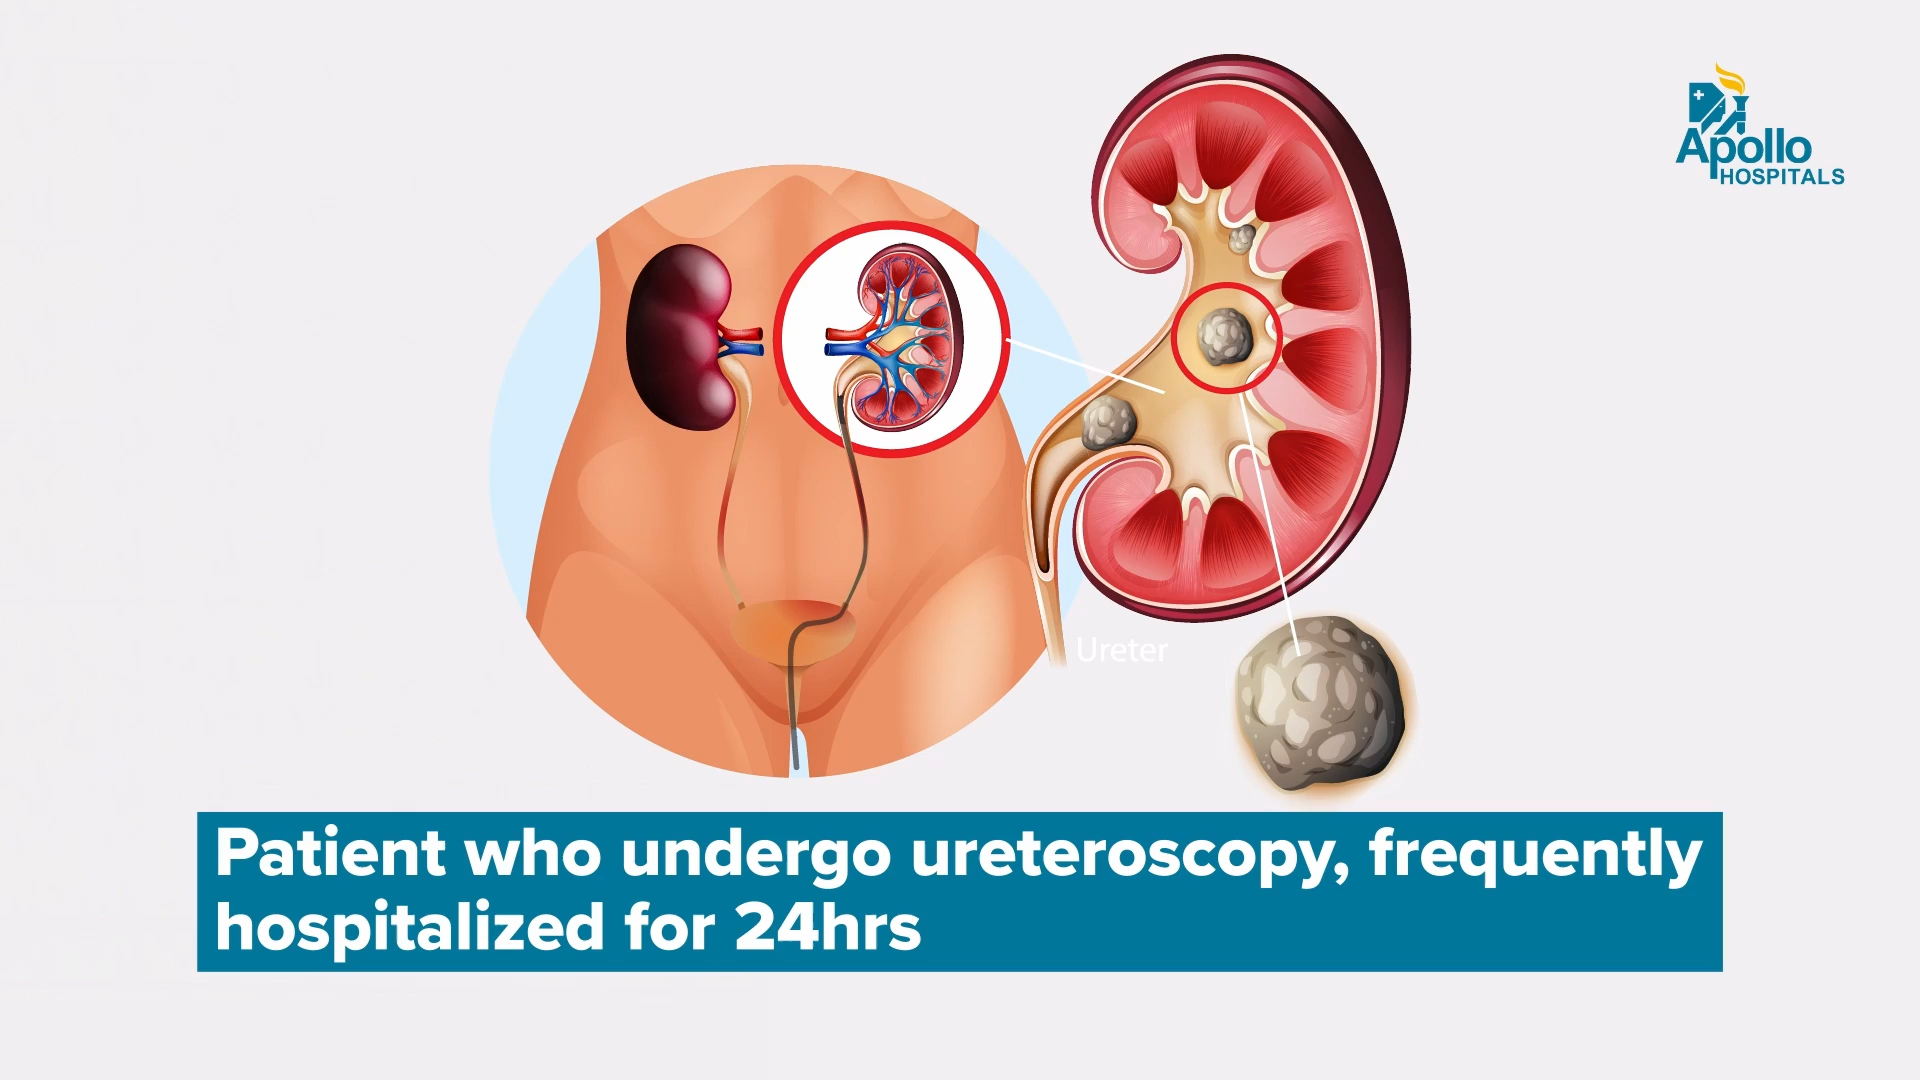 Apollo
HOSPITALS
Ureter
Patient who undergo ureteroscopy, frequently
hospitalized for 24hrs